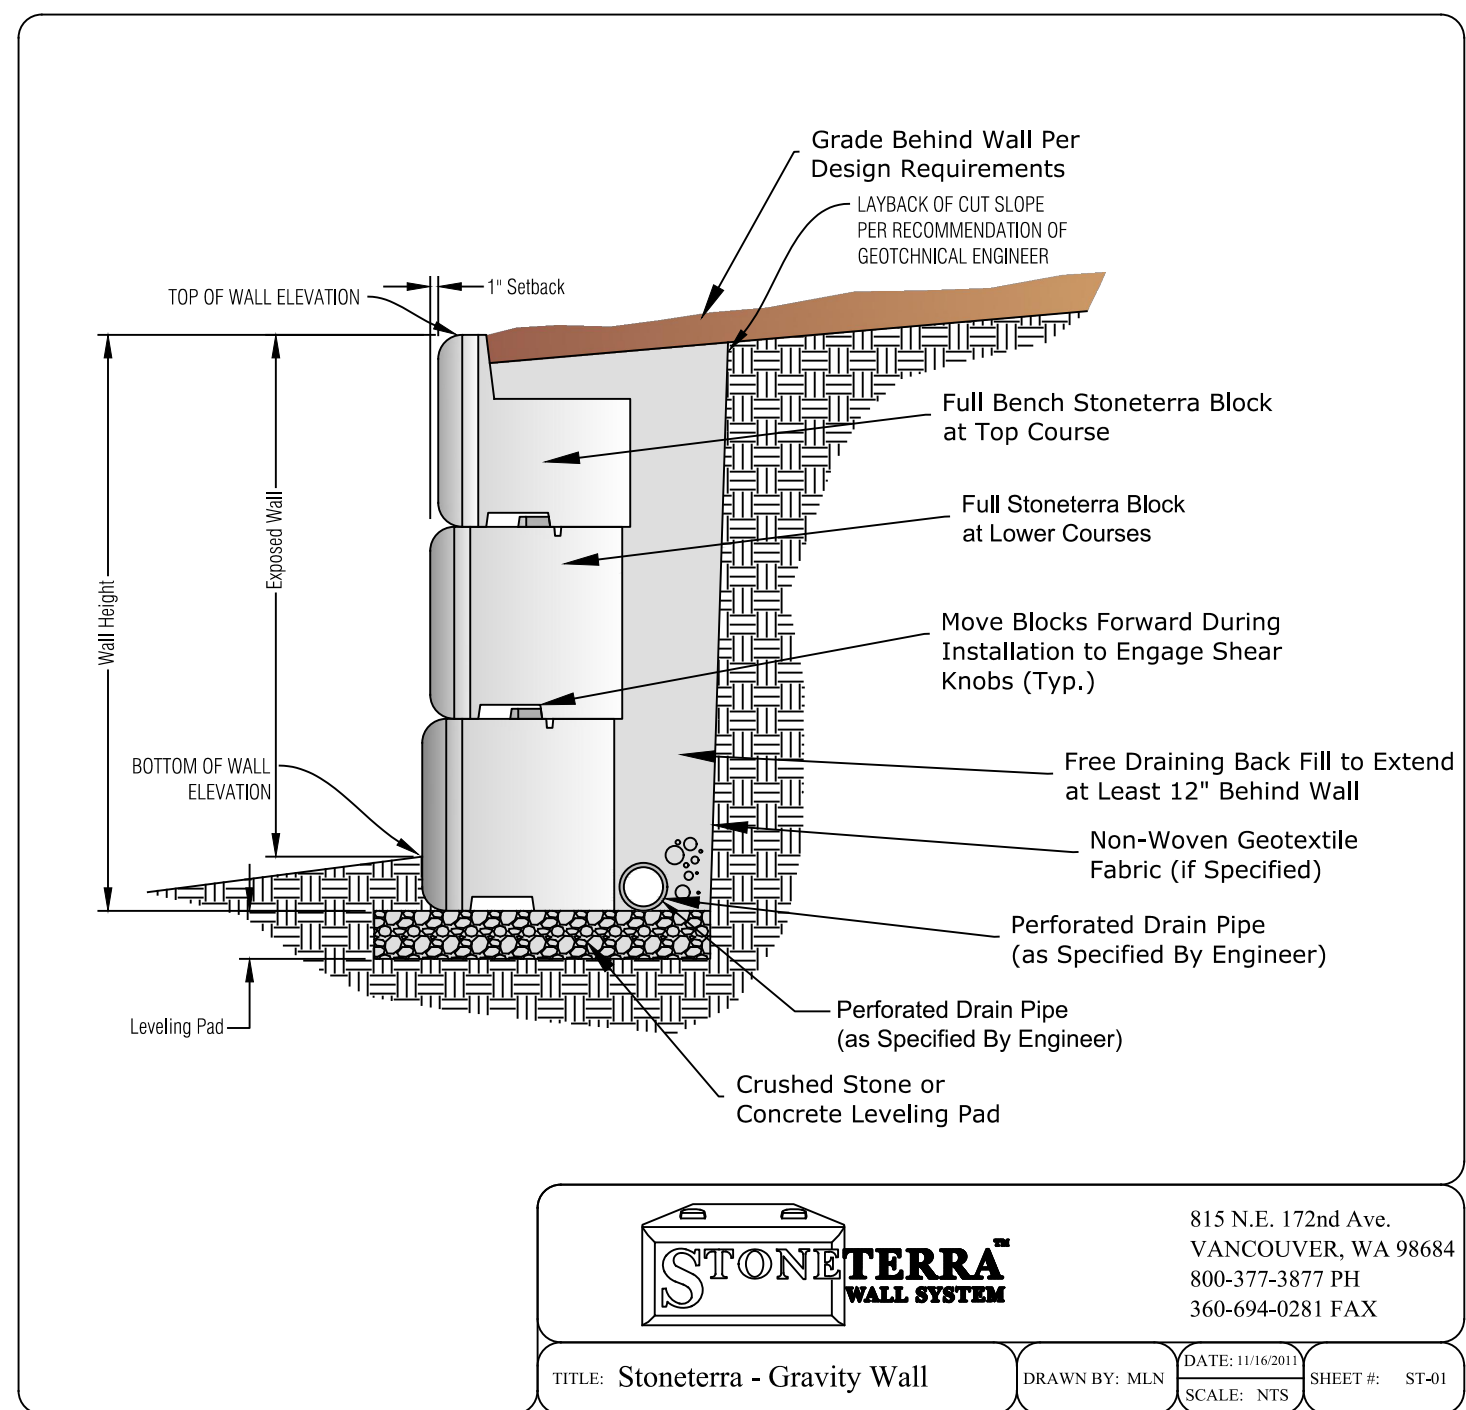 Grade Behind Wall Per
Design Requirements
LAYBACK OF CUT SLOPE
PER RECOMMENDATION OF
GEOTCHNICAL ENGINEER
1" Setback
TOP OF WALL ELEVATION
Full Bench Stoneterra Block
at Top Course
Full Stoneterra Block
at Lower Courses
Exposed Wall
Wall Height
Move Blocks Forward During
Installation to Engage Shear
Knobs (Typ.)
BOTTOM OF WALL
ELEVATION
Free Draining Back Fill to Extend
at Least 12" Behind Wall
Non-Woven Geotextile
Fabric (if Specified)
Perforated Drain Pipe
(as Specified By Engineer)
Perforated Drain Pipe
(as Specified By Engineer)
Leveling Pad
Crushed Stone or
Concrete Leveling Pad
STONETERRA™
WALL SYSTEM
815 N.E. 172nd Ave.
VANCOUVER, WA 98684
800-377-3877 PH
360-694-0281 FAX
TITLE: Stoneterra - Gravity Wall
DRAWN BY: MLN
DATE: 11/16/2011
SCALE: NTS
SHEET #: ST-01